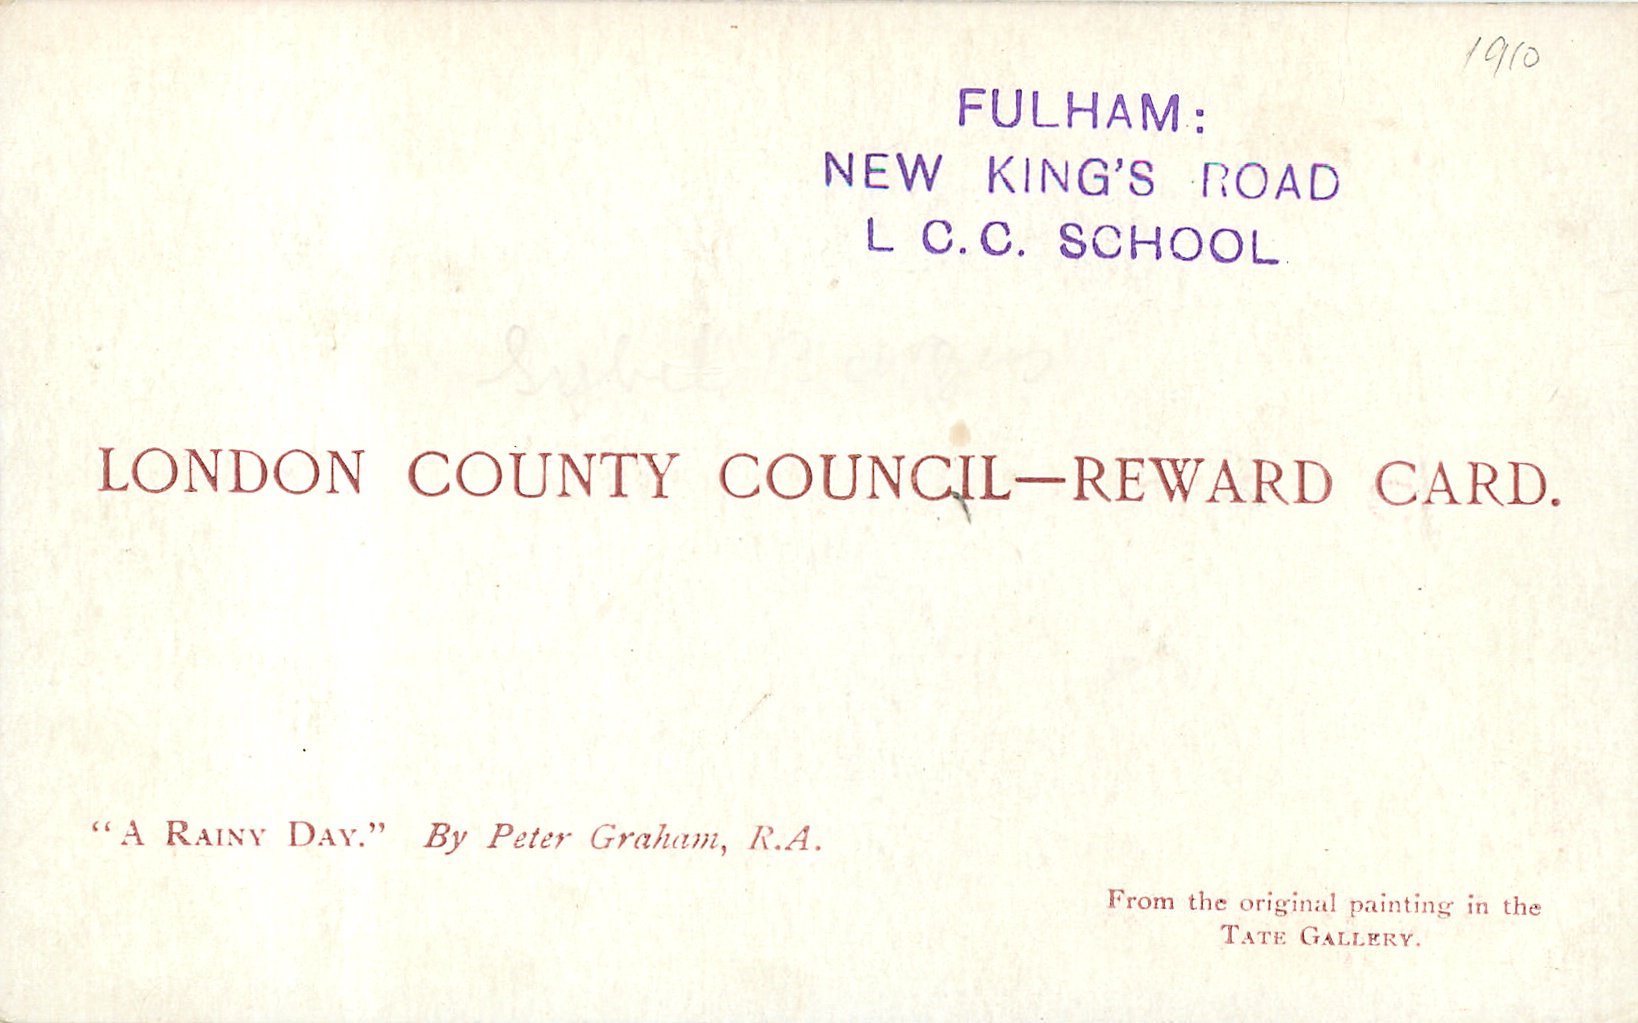 1910
FULHAM:
NEW KING'S ROAD
L C.C. SCHOOL
Sybil
LONDON COUNTY COUNCIL—REWARD CARD.
"A RAINY DAY." By Peter Graham, R.A.
From the original painting in the
TATE GALLERY.